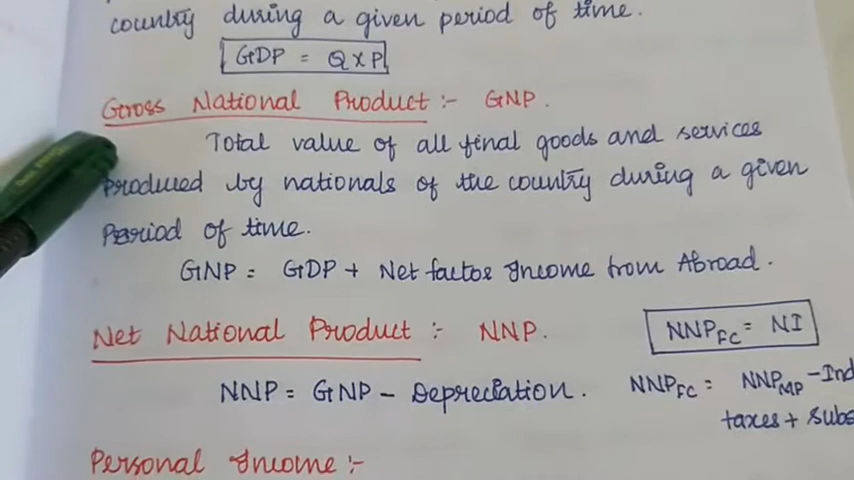 country during a given period of time.
GDP = Q x P
Gross National Product :- GNP.
Total value of all final goods and services
produced by nationals of the country during a given
Period of time.
GNP = GDP + Net factor Income from Abroad.
Net National Product :- NNP.
NNP_FC = NI
NNP = GNP - Depreciation.
NNP_FC = NNP_MP - Ind
taxes + Subs
Personal Income :-